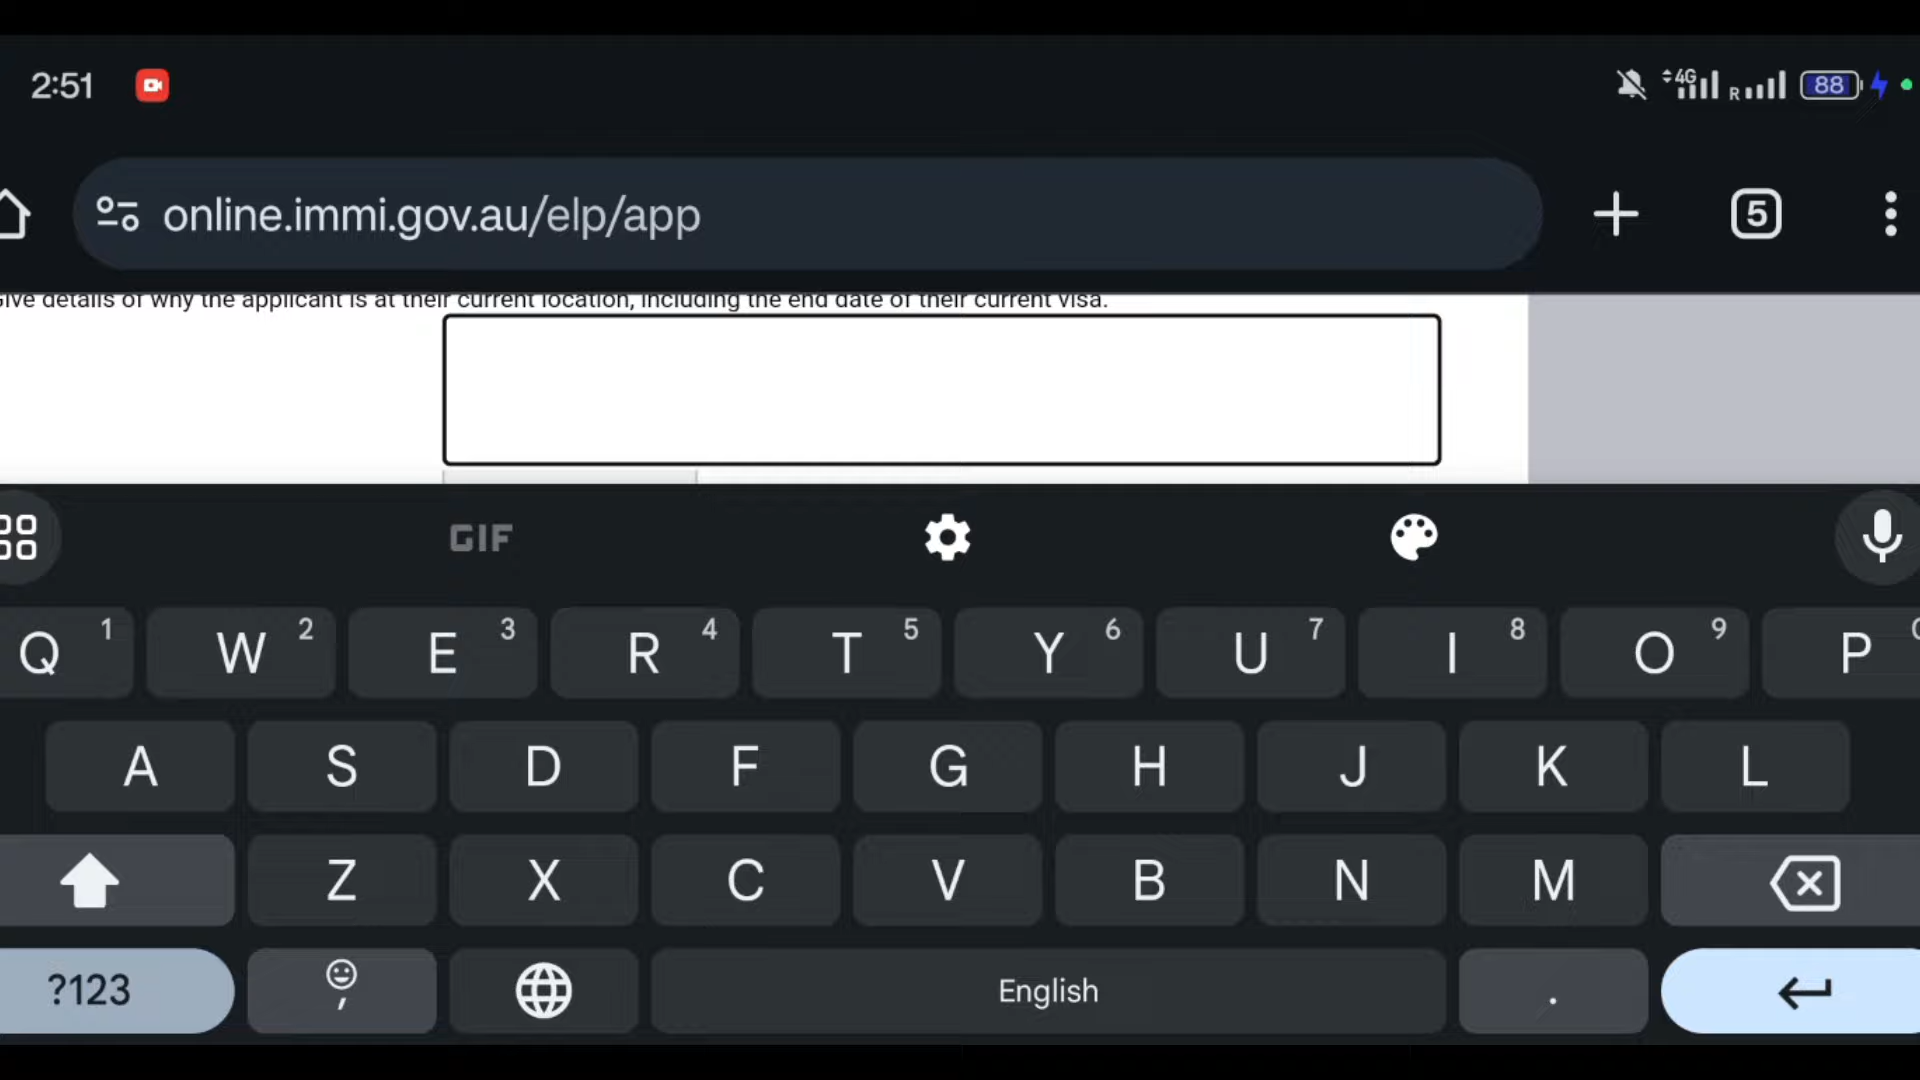 2:51
4G
R
88
online.immi.gov.au/elp/app
5
ive details of why the applicant is at their current location, including the end date of their current visa.
GIF
Q 1 W 2 E 3 R 4 T 5 Y 6 U 7 I 8 O 9 P
A S D F G H J K L
Z X C V B N M
?123 , English .